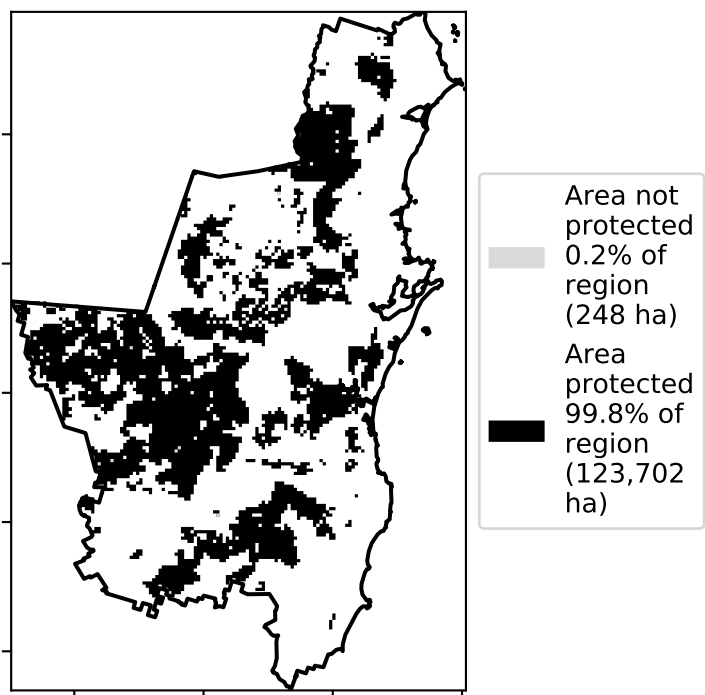 Area not
protected
0.2% of
region
(248 ha)
Area
protected
99.8% of
region
(123,702
ha)